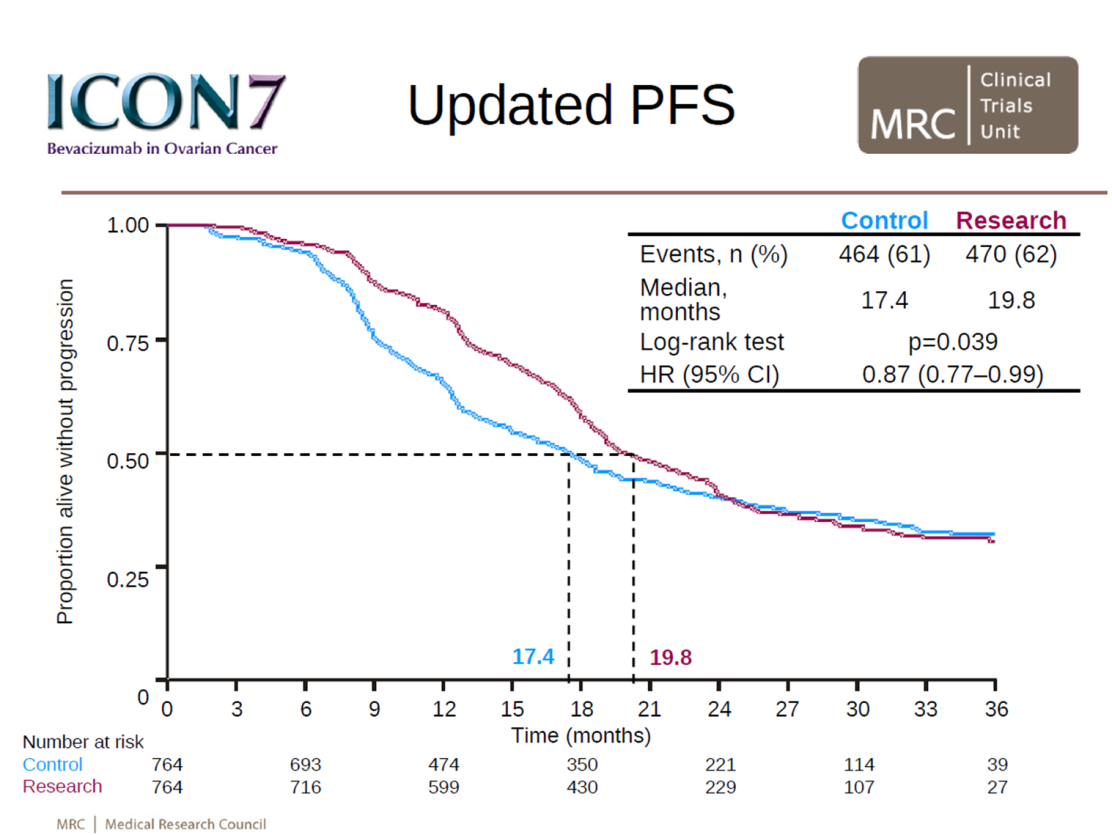 ICON7
Bevacizumab in Ovarian Cancer
Updated PFS
MRC
Clinical
Trials
Unit
Control Research
Events, n (%) 464 (61) 470 (62)
Median,
months 17.4 19.8
Log-rank test p=0.039
HR (95% CI) 0.87 (0.77–0.99)
Proportion alive without progression
1.00
0.75
0.50
0.25
0
17.4 19.8
0 3 6 9 12 15 18 21 24 27 30 33 36
Time (months)
Number at risk
Control 764 693 474 350 221 114 39
Research 764 716 599 430 229 107 27
MRC | Medical Research Council